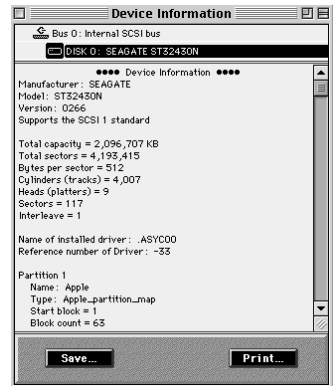 Device Information
Bus 0: Internal SCSI bus
DISK 0: SEAGATE ST32430N
●●●● Device Information ●●●●
Manufacturer: SEAGATE
Model: ST32430N
Version: 0266
Supports the SCSI 1 standard
Total capacity = 2,096,707 KB
Total sectors = 4,193,415
Bytes per sector = 512
Cylinders (tracks) = 4,007
Heads (platters) = 9
Sectors = 117
Interleave = 1
Name of installed driver: .ASYC00
Reference number of Driver: -33
Partition 1
Name: Apple
Type: Apple_partition_map
Start block = 1
Block count = 63
Save...
Print...